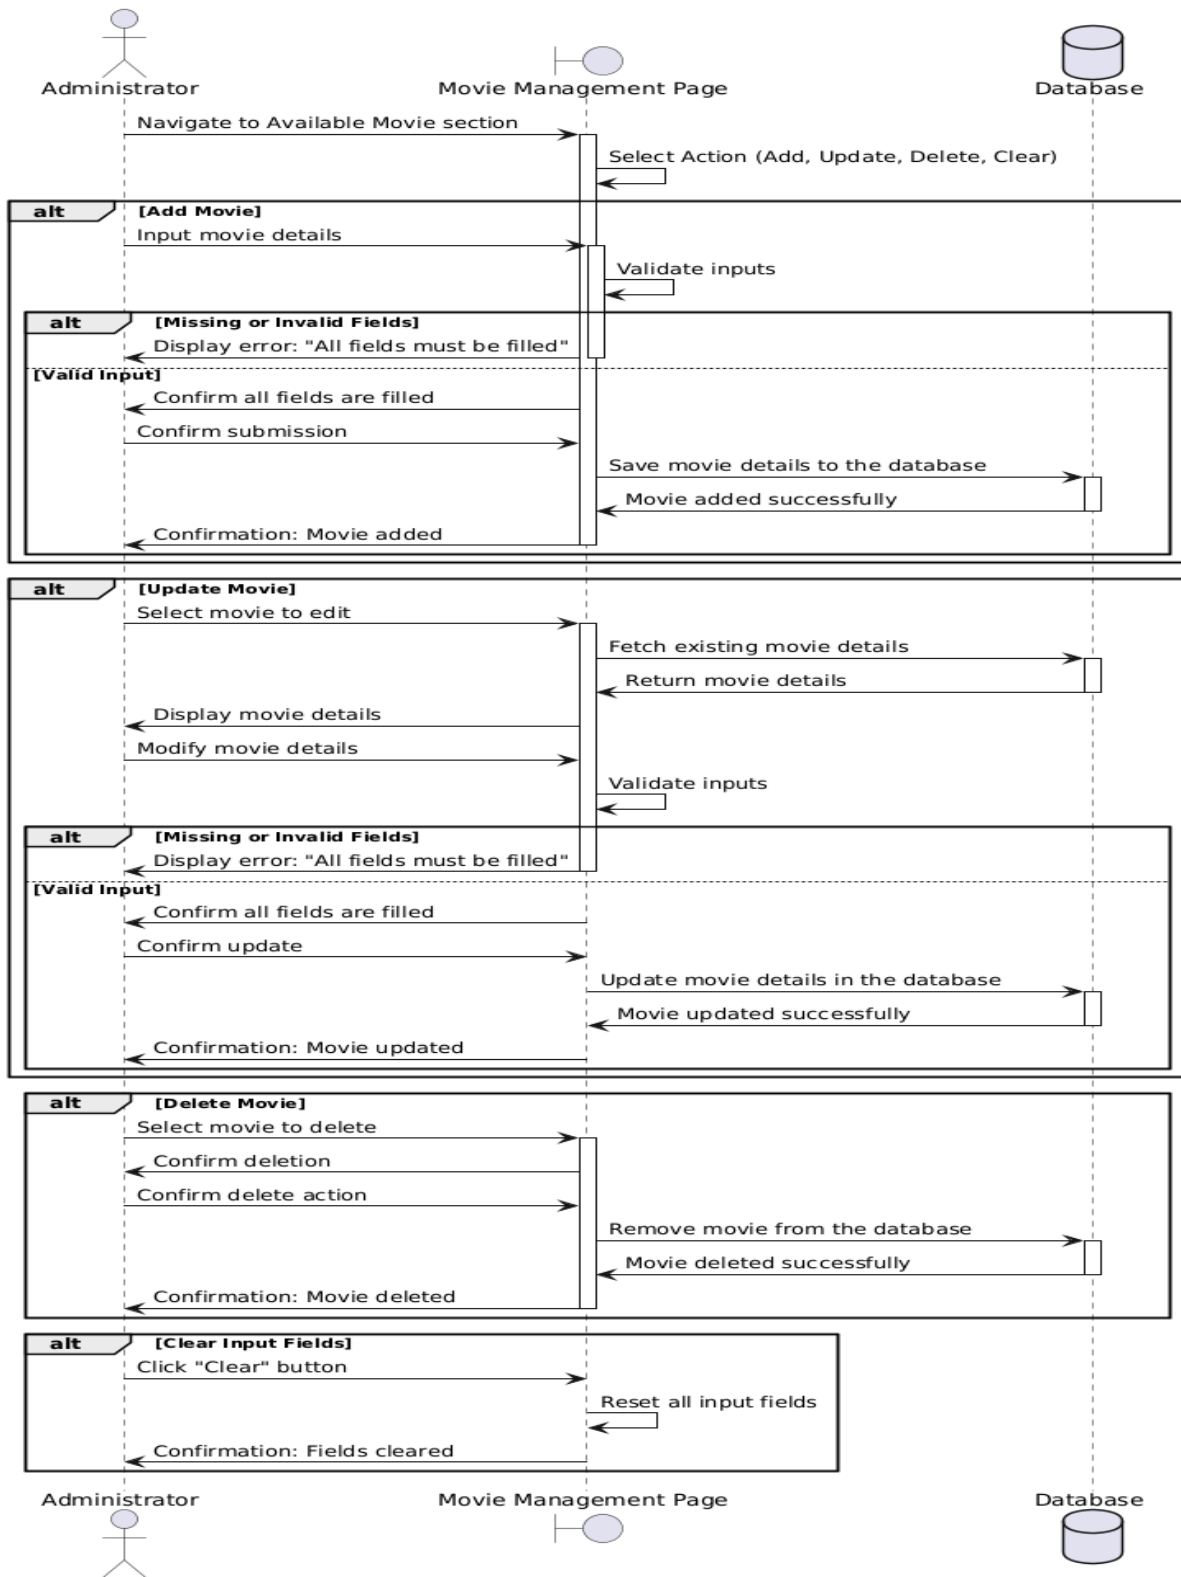 Administrator
Movie Management Page
Database
Navigate to Available Movie section
Select Action (Add, Update, Delete, Clear)
alt [Add Movie]
Input movie details
Validate inputs
alt [Missing or Invalid Fields]
Display error: "All fields must be filled"
[Valid Input]
Confirm all fields are filled
Confirm submission
Save movie details to the database
Movie added successfully
Confirmation: Movie added
alt [Update Movie]
Select movie to edit
Fetch existing movie details
Return movie details
Display movie details
Modify movie details
Validate inputs
alt [Missing or Invalid Fields]
Display error: "All fields must be filled"
[Valid Input]
Confirm all fields are filled
Confirm update
Update movie details in the database
Movie updated successfully
Confirmation: Movie updated
alt [Delete Movie]
Select movie to delete
Confirm deletion
Confirm delete action
Remove movie from the database
Movie deleted successfully
Confirmation: Movie deleted
alt [Clear Input Fields]
Click "Clear" button
Reset all input fields
Confirmation: Fields cleared
Administrator
Movie Management Page
Database